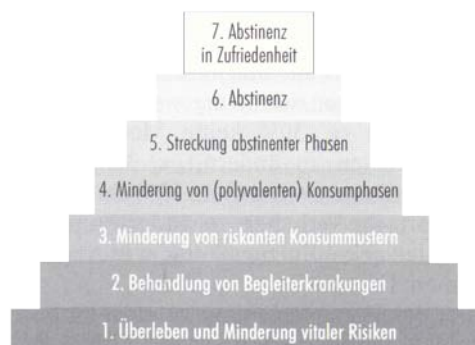 7. Abstinenz
in Zufriedenheit
6. Abstinenz
5. Streckung abstinenter Phasen
4. Minderung von (polyvalenten) Konsumphasen
3. Minderung von riskanten Konsummustern
2. Behandlung von Begleiterkrankungen
1. Überleben und Minderung vitaler Risiken